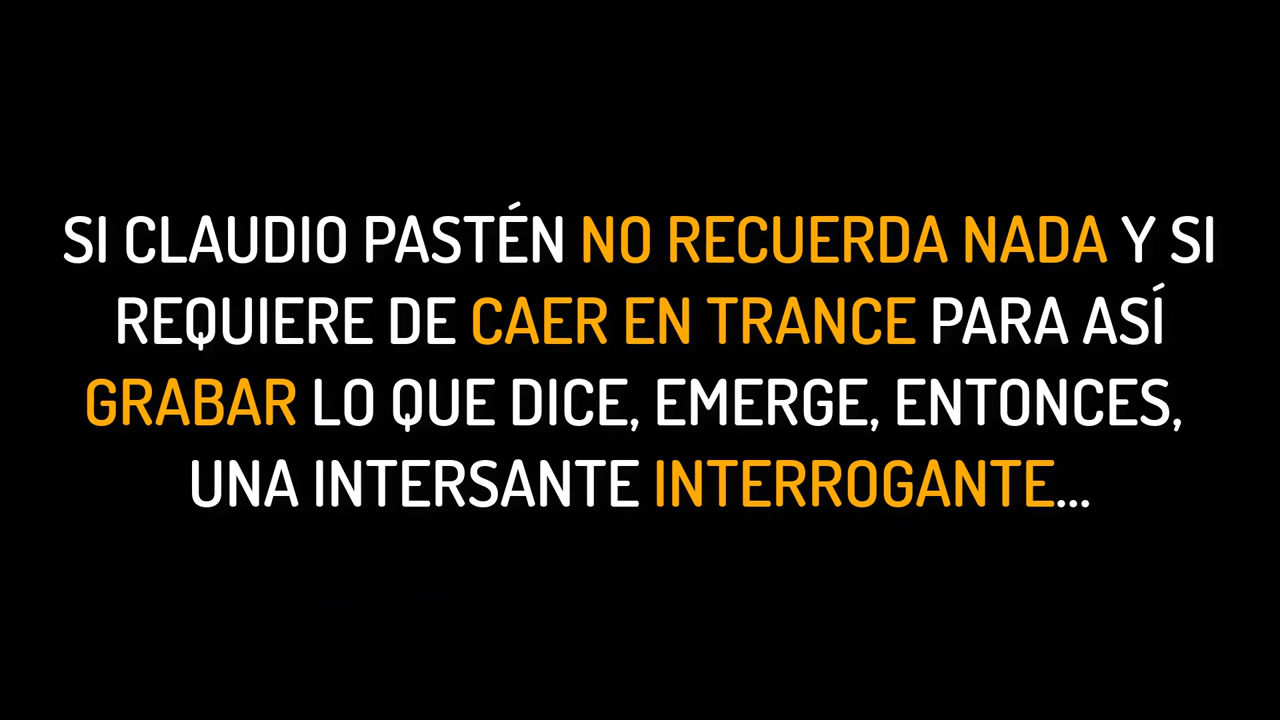 SI CLAUDIO PASTÉN NO RECUERDA NADA Y SI
REQUIERE DE CAER EN TRANCE PARA ASÍ
GRABAR LO QUE DICE, EMERGE, ENTONCES,
UNA INTERSANTE INTERROGANTE...